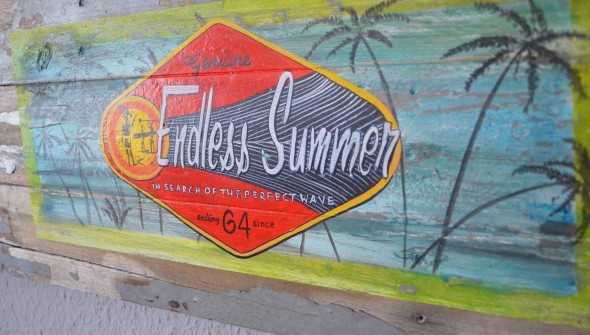 Genuine
Endless Summer
IN SEARCH OF THE PERFECT WAVE
seeking 64 since